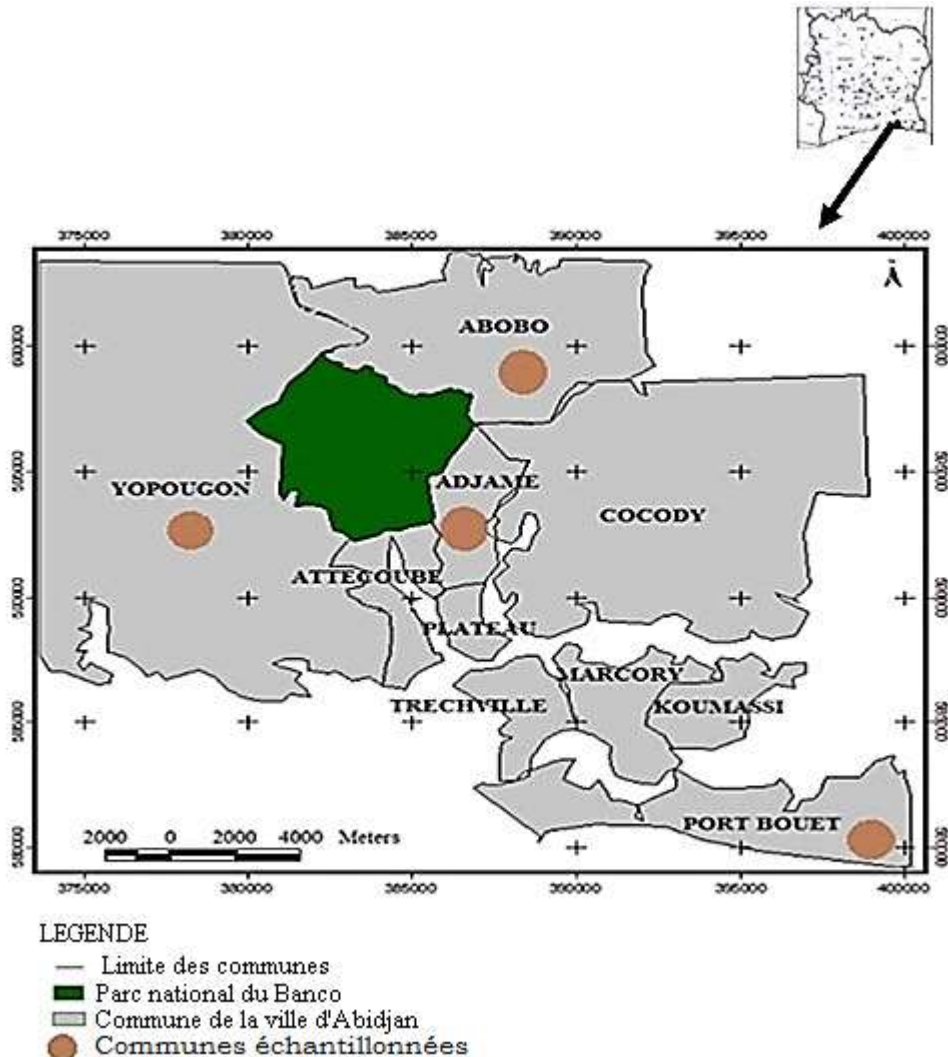 375000 380000 385000 390000 395000 400000
ABOBO
YOPOUGON
ADJAME
COCODY
ATTECOUBE
PLATEAU
MARCORY
TRECHVILLE
KOUMASSI
PORT BOUET
2000 0 2000 4000 Meters
375000 380000 385000 390000 395000 400000
LEGENDE
Limite des communes
Parc national du Banco
Commune de la ville d'Abidjan
Communes échantillonnées